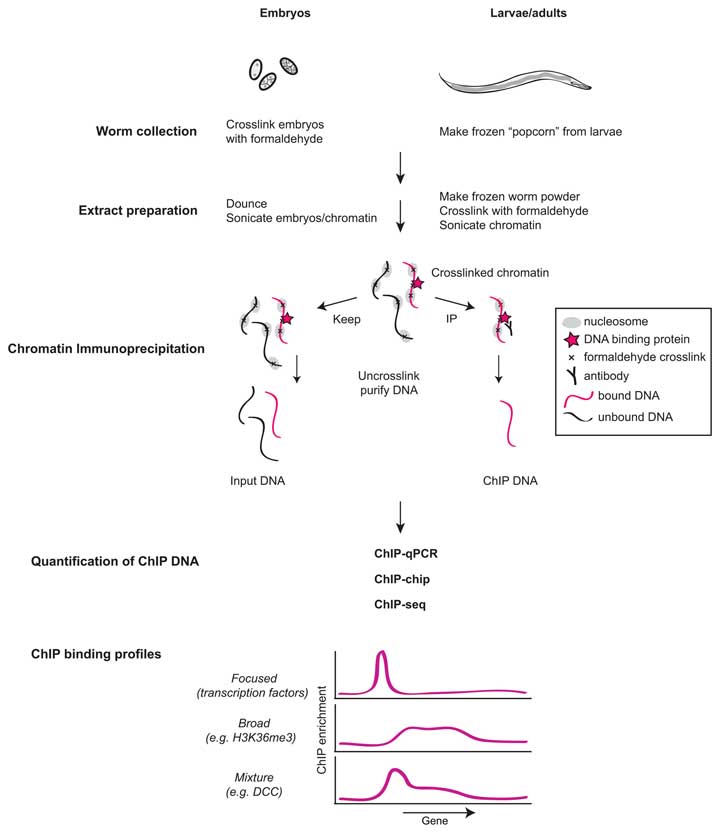 Embryos
Larvae/adults
Worm collection
Crosslink embryos
with formaldehyde
Make frozen “popcorn” from larvae
Extract preparation
Dounce
Sonicate embryos/chromatin
Make frozen worm powder
Crosslink with formaldehyde
Sonicate chromatin
Crosslinked chromatin
Keep
IP
Chromatin Immunoprecipitation
nucleosome
DNA binding protein
formaldehyde crosslink
antibody
bound DNA
unbound DNA
Uncrosslink
purify DNA
Input DNA
ChIP DNA
Quantification of ChIP DNA
ChIP-qPCR
ChIP-chip
ChIP-seq
ChIP binding profiles
Focused
(transcription factors)
Broad
(e.g. H3K36me3)
Mixture
(e.g. DCC)
ChIP enrichment
Gene